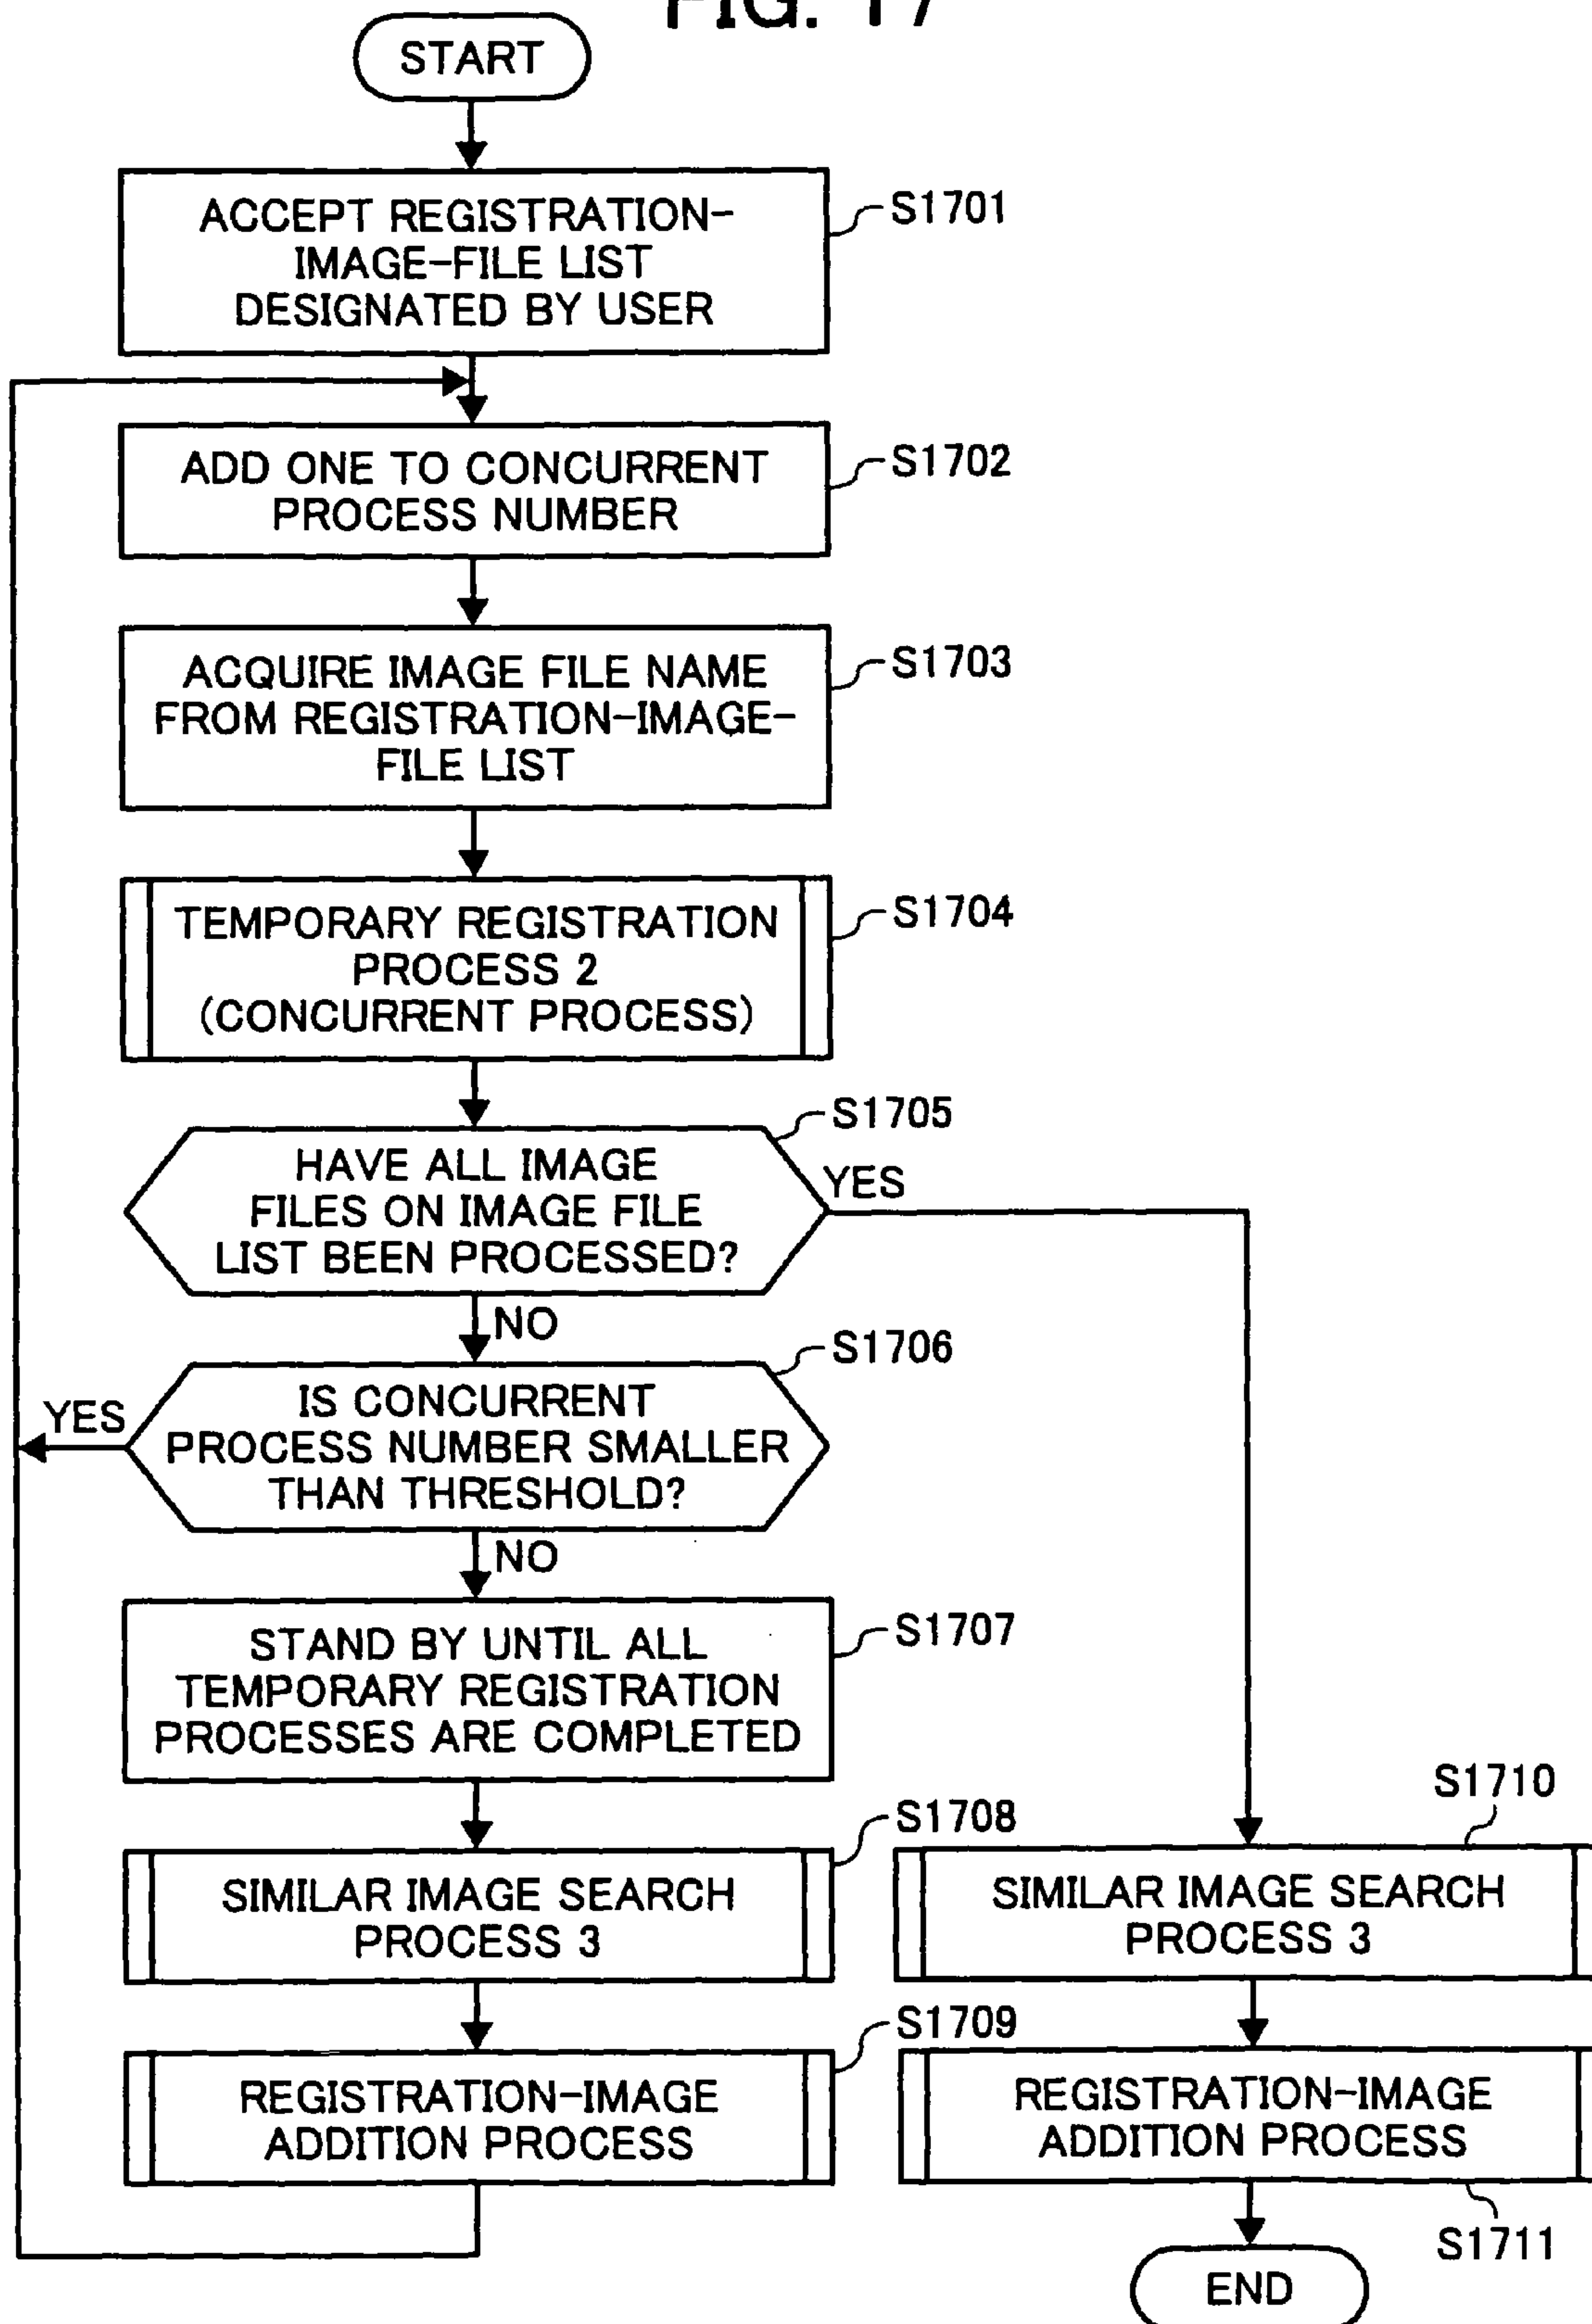 FIG. 17
START
ACCEPT REGISTRATION-
IMAGE-FILE LIST
DESIGNATED BY USER
S1701
ADD ONE TO CONCURRENT
PROCESS NUMBER
S1702
ACQUIRE IMAGE FILE NAME
FROM REGISTRATION-IMAGE-
FILE LIST
S1703
TEMPORARY REGISTRATION
PROCESS 2
(CONCURRENT PROCESS)
S1704
S1705
HAVE ALL IMAGE
FILES ON IMAGE FILE
LIST BEEN PROCESSED?
YES
NO
S1706
IS CONCURRENT
PROCESS NUMBER SMALLER
THAN THRESHOLD?
YES
NO
STAND BY UNTIL ALL
TEMPORARY REGISTRATION
PROCESSES ARE COMPLETED
S1707
S1708
SIMILAR IMAGE SEARCH
PROCESS 3
S1709
REGISTRATION-IMAGE
ADDITION PROCESS
S1710
SIMILAR IMAGE SEARCH
PROCESS 3
REGISTRATION-IMAGE
ADDITION PROCESS
S1711
END